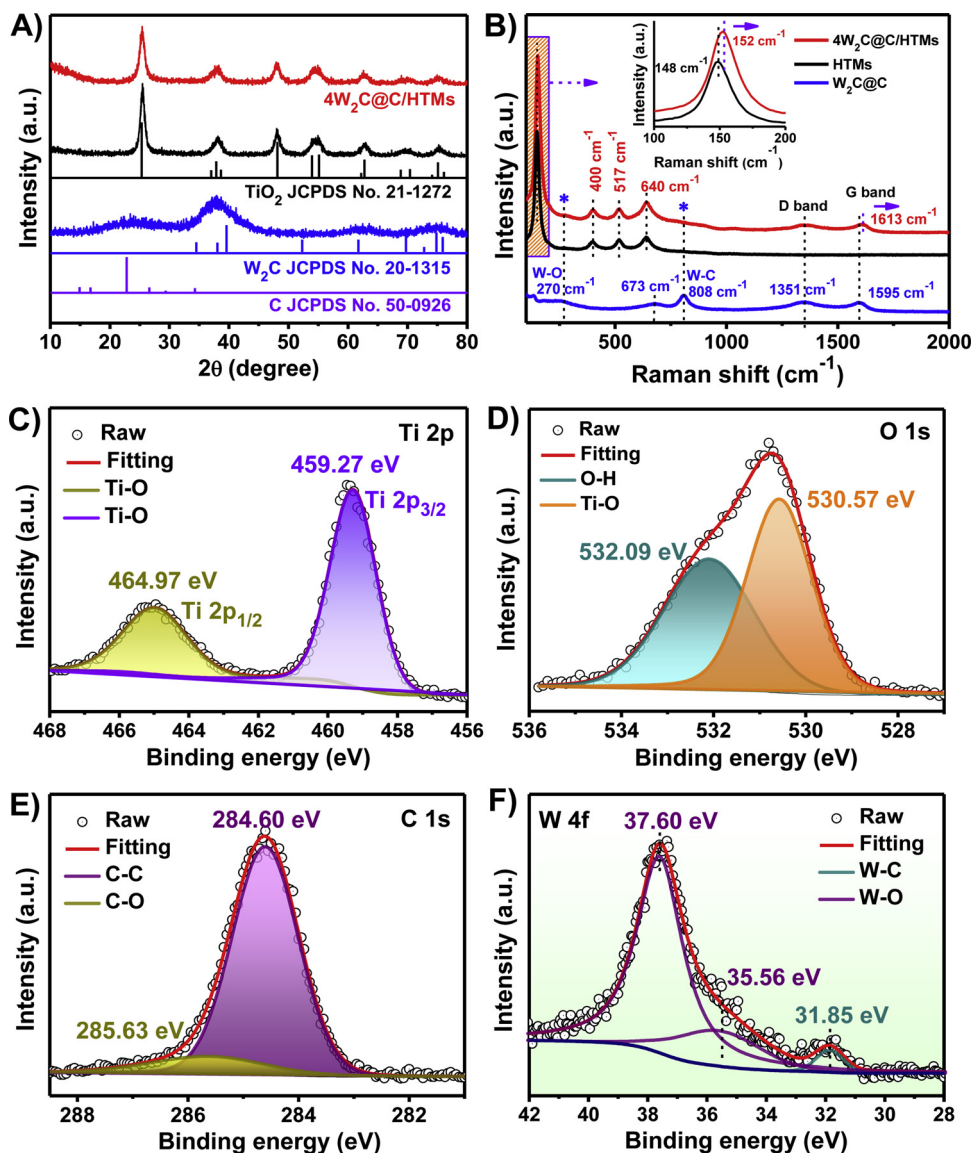 A)
4W₂C@C/HTMs
TiO₂ JCPDS No. 21-1272
W₂C JCPDS No. 20-1315
C JCPDS No. 50-0926
Intensity (a.u.)
10 20 30 40 50 60 70 80
2θ (degree)
B)
152 cm⁻¹
148 cm⁻¹
Intensity (a.u.)
100 150 200
Raman shift (cm⁻¹)
4W₂C@C/HTMs
HTMs
W₂C@C
400 cm⁻¹
517 cm⁻¹
640 cm⁻¹
*
*
D band
G band
1613 cm⁻¹
W-O
270 cm⁻¹
673 cm⁻¹
W-C
808 cm⁻¹
1351 cm⁻¹
1595 cm⁻¹
Intensity (a.u.)
500 1000 1500 2000
Raman shift (cm⁻¹)
C)
Raw
Fitting
Ti-O
Ti-O
Ti 2p
459.27 eV
Ti 2p3/2
464.97 eV
Ti 2p1/2
Intensity (a.u.)
468 466 464 462 460 458 456
Binding energy (eV)
D)
Raw
Fitting
O-H
Ti-O
O 1s
530.57 eV
532.09 eV
Intensity (a.u.)
536 534 532 530 528
Binding energy (eV)
E)
Raw
Fitting
C-C
C-O
284.60 eV
C 1s
285.63 eV
Intensity (a.u.)
288 286 284 282
Binding energy (eV)
F)
W 4f
37.60 eV
Raw
Fitting
W-C
W-O
35.56 eV
31.85 eV
Intensity (a.u.)
42 40 38 36 34 32 30 28
Binding energy (eV)